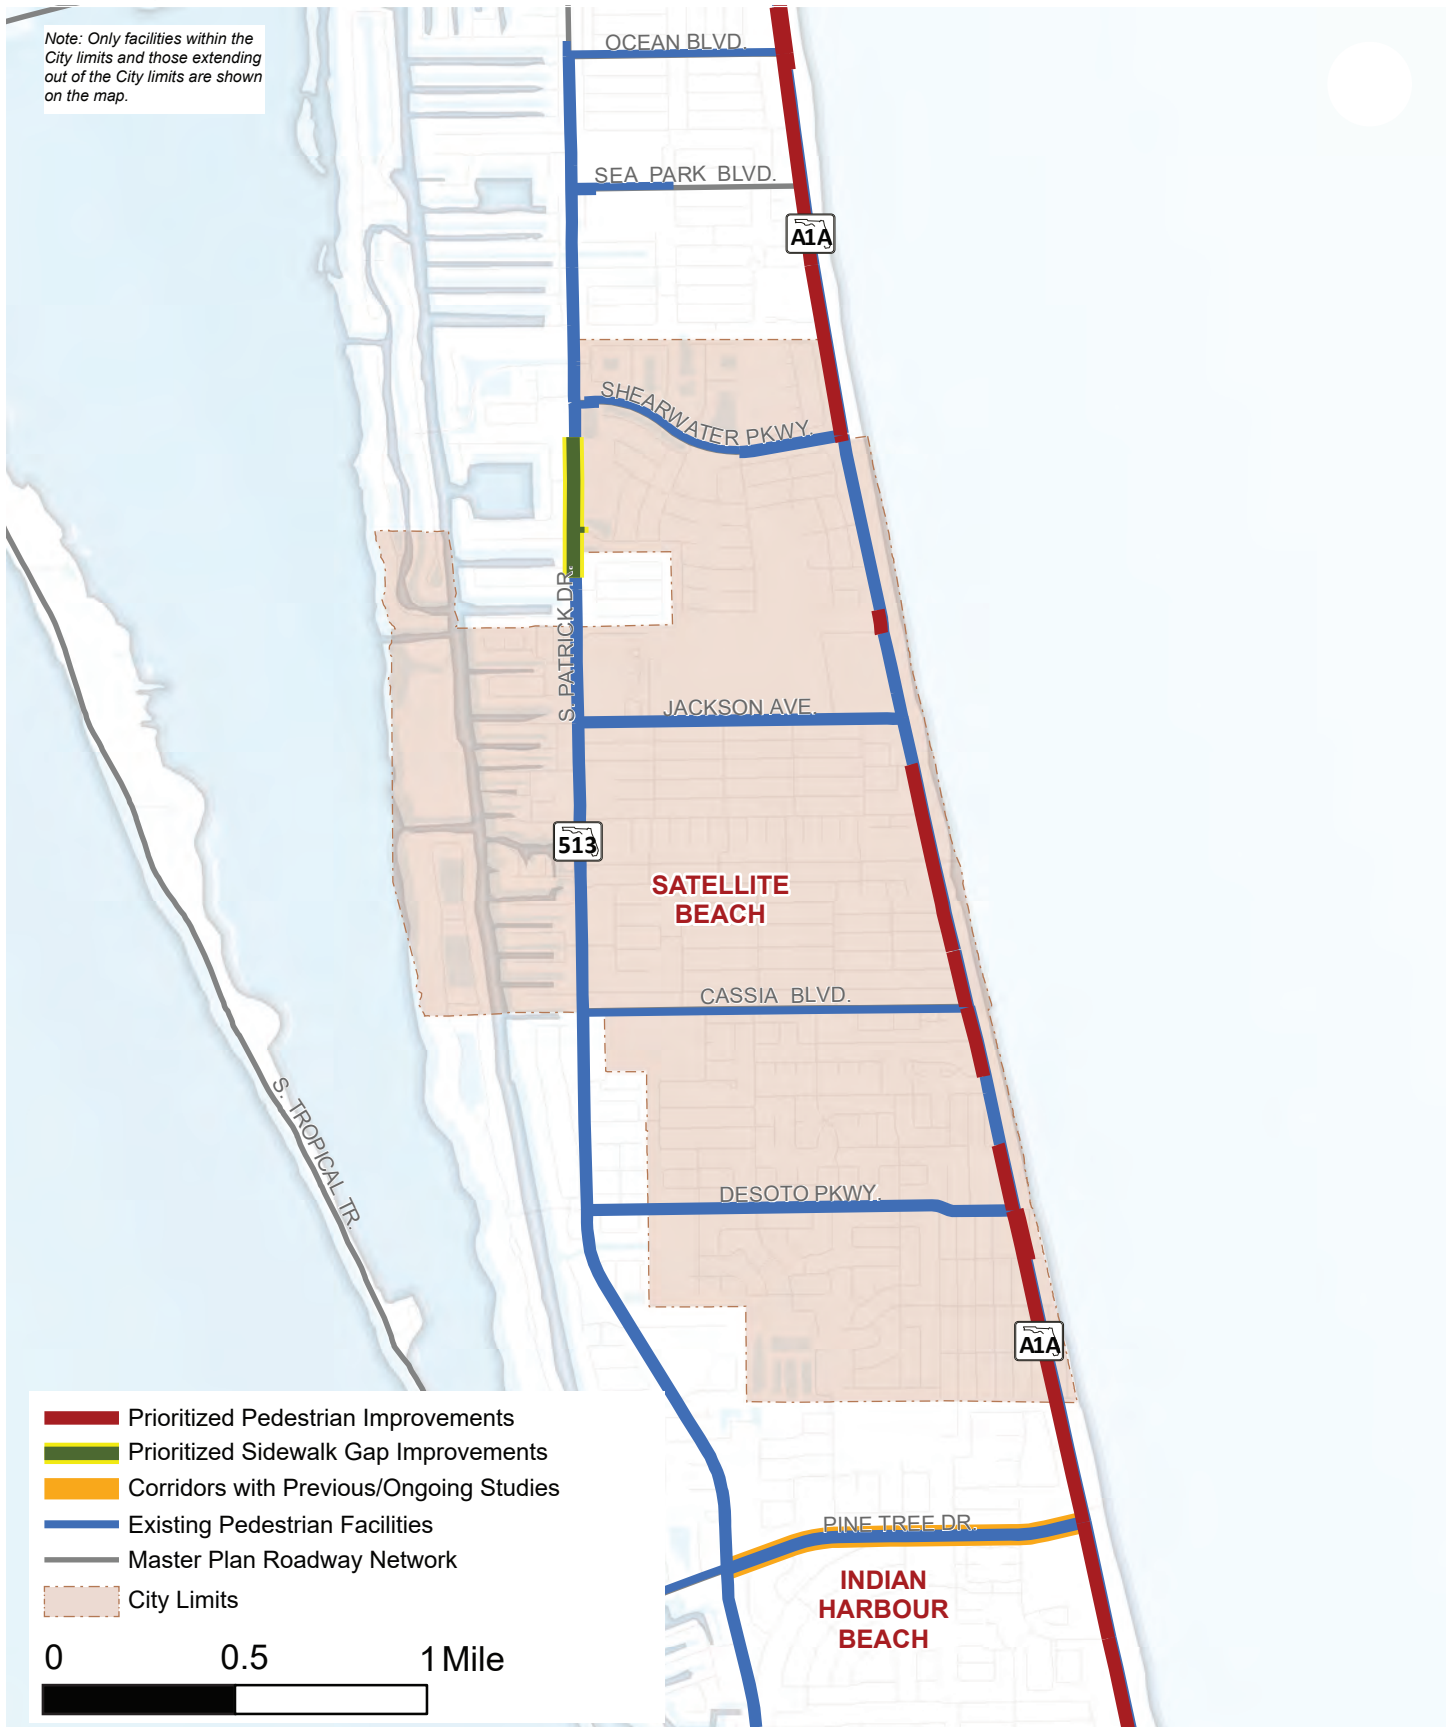 Note: Only facilities within the
City limits and those extending
out of the City limits are shown
on the map.
OCEAN BLVD.
SEA PARK BLVD.
A1A
SHEARWATER PKWY.
S. PATRICK DR.
JACKSON AVE.
513
SATELLITE
BEACH
CASSIA BLVD.
S. TROPICAL TR.
DESOTO PKWY.
A1A
PINE TREE DR.
INDIAN
HARBOUR
BEACH
Prioritized Pedestrian Improvements
Prioritized Sidewalk Gap Improvements
Corridors with Previous/Ongoing Studies
Existing Pedestrian Facilities
Master Plan Roadway Network
City Limits
0 0.5 1 Mile